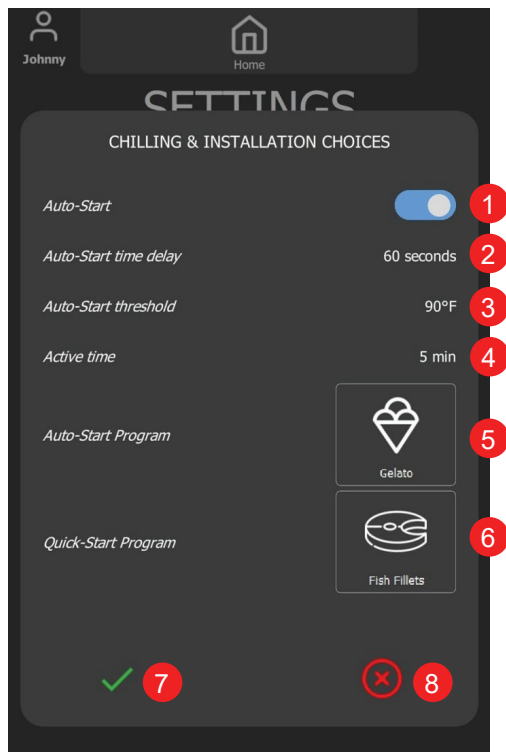 Johnny
Home
SETTINGS
CHILLING & INSTALLATION CHOICES
Auto-Start
1
Auto-Start time delay
60 seconds
2
Auto-Start threshold
90°F
3
Active time
5 min
4
Auto-Start Program
Gelato
5
Quick-Start Program
Fish Fillets
6
7
8